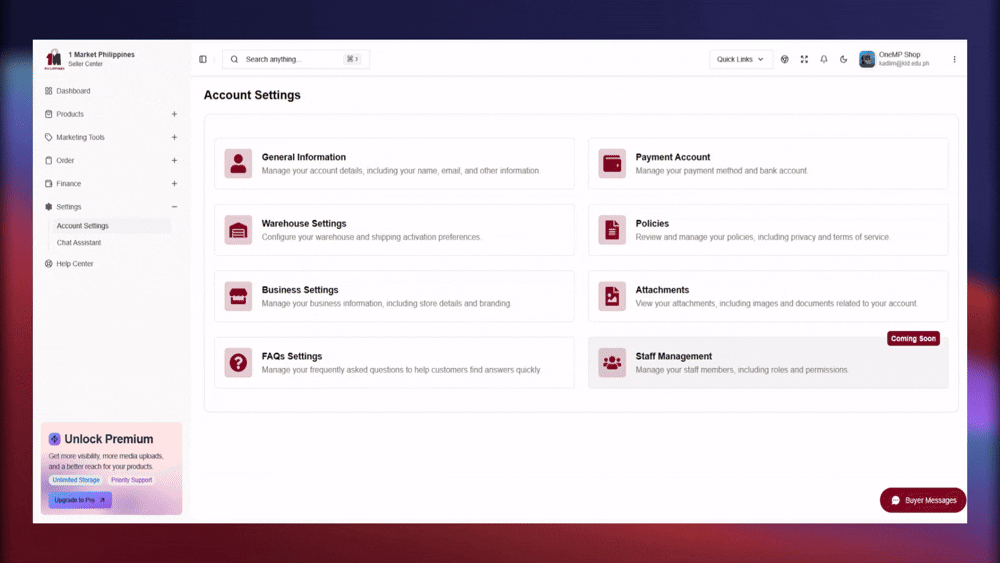 1 Market Philippines
Seller Center
Dashboard
Products
Marketing Tools
Order
Finance
Settings
Account Settings
Chat Assistant
Help Center
Unlock Premium
Get more visibility, more media uploads,
and a better reach for your products.
Unlimited Storage Priority Support
Upgrade to Pro
Search anything...
Quick Links
OneMP Shop
Account Settings
General Information
Manage your account details, including your name, email, and other information.
Payment Account
Manage your payment method and bank account.
Warehouse Settings
Configure your warehouse and shipping activation preferences.
Policies
Review and manage your policies, including privacy and terms of service.
Business Settings
Manage your business information, including store details and branding.
Attachments
View your attachments, including images and documents related to your account.
FAQs Settings
Manage your frequently asked questions to help customers find answers quickly.
Coming Soon
Staff Management
Manage your staff members, including roles and permissions.
Buyer Messages